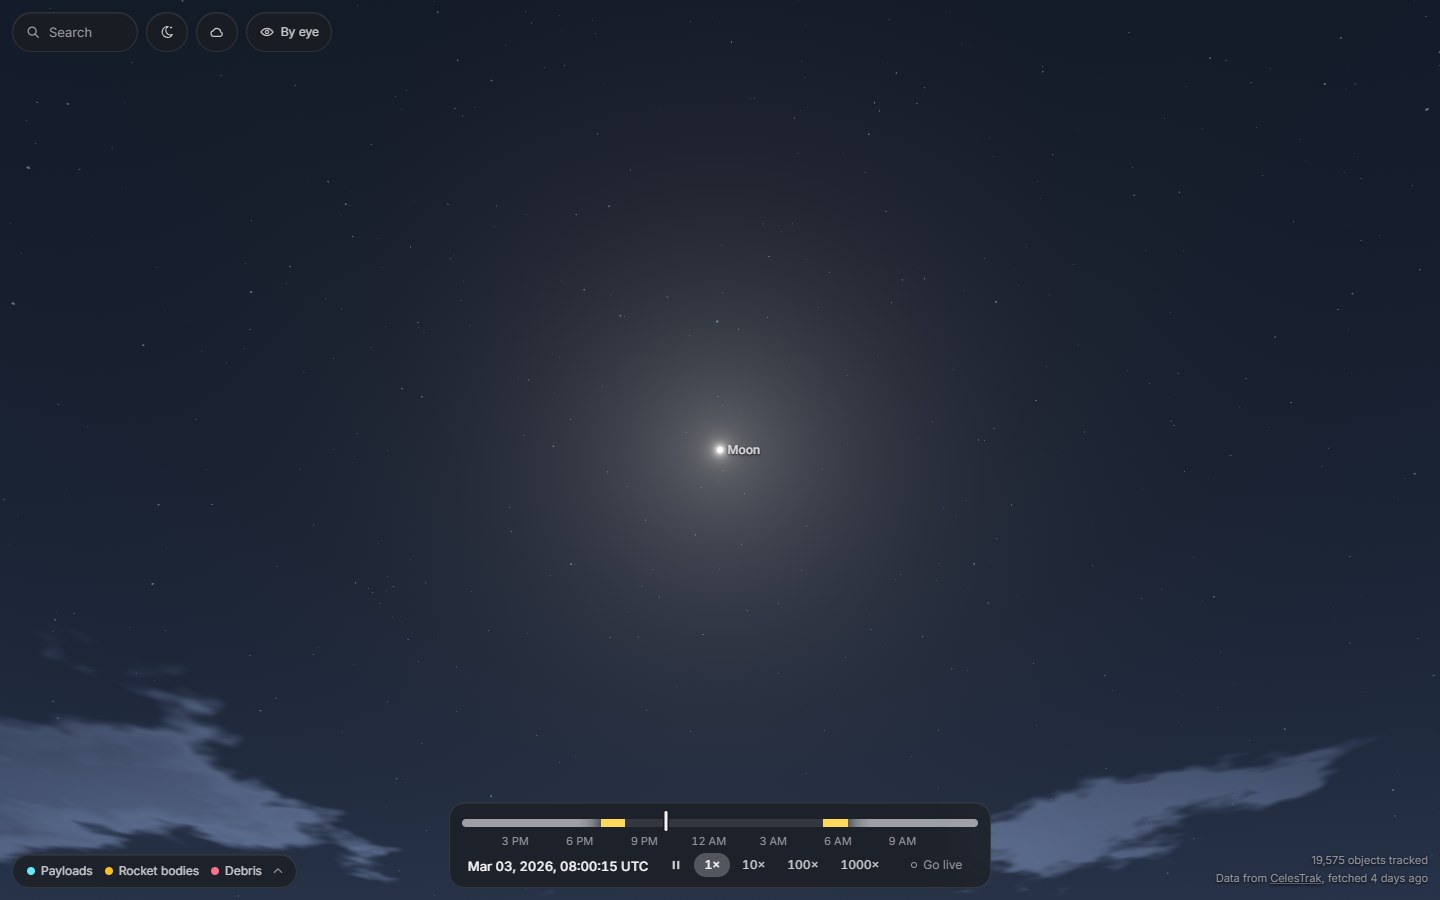 Search
By eye
Moon
3 PM 6 PM 9 PM 12 AM 3 AM 6 AM 9 AM
Mar 03, 2026, 08:00:15 UTC 1× 10× 100× 1000× Go live
Payloads Rocket bodies Debris
19,575 objects tracked
Data from CelesTrak, fetched 4 days ago